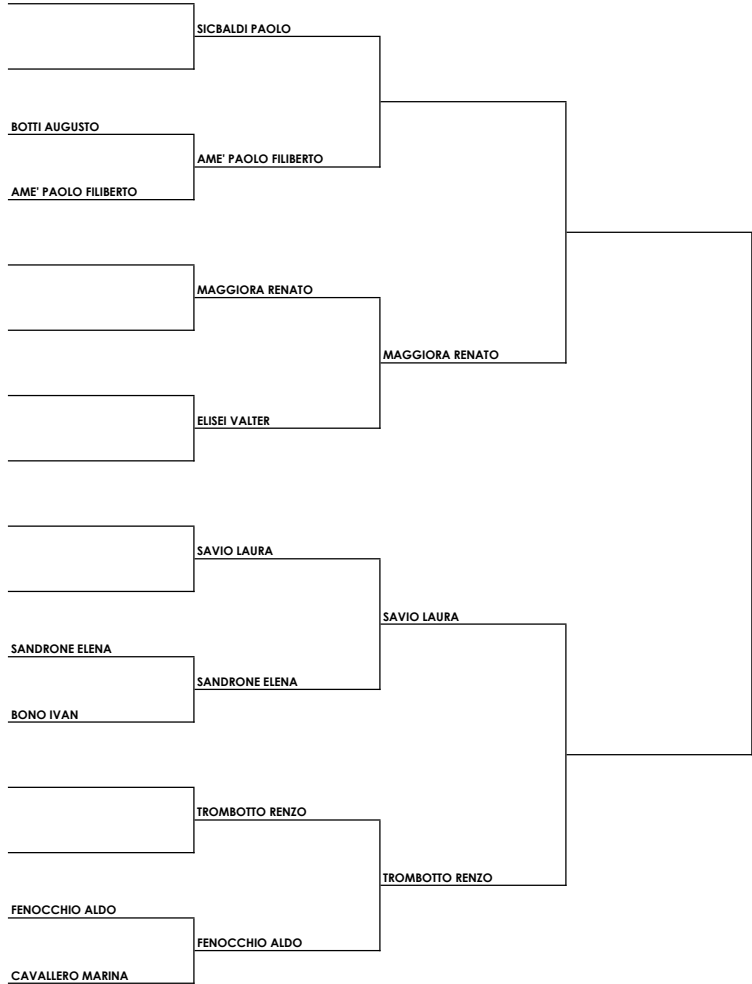 SICBALDI PAOLO
BOTTI AUGUSTO
AME' PAOLO FILIBERTO
AME' PAOLO FILIBERTO
MAGGIORA RENATO
MAGGIORA RENATO
ELISEI VALTER
SAVIO LAURA
SAVIO LAURA
SANDRONE ELENA
SANDRONE ELENA
BONO IVAN
TROMBOTTO RENZO
TROMBOTTO RENZO
FENOCCHIO ALDO
FENOCCHIO ALDO
CAVALLERO MARINA